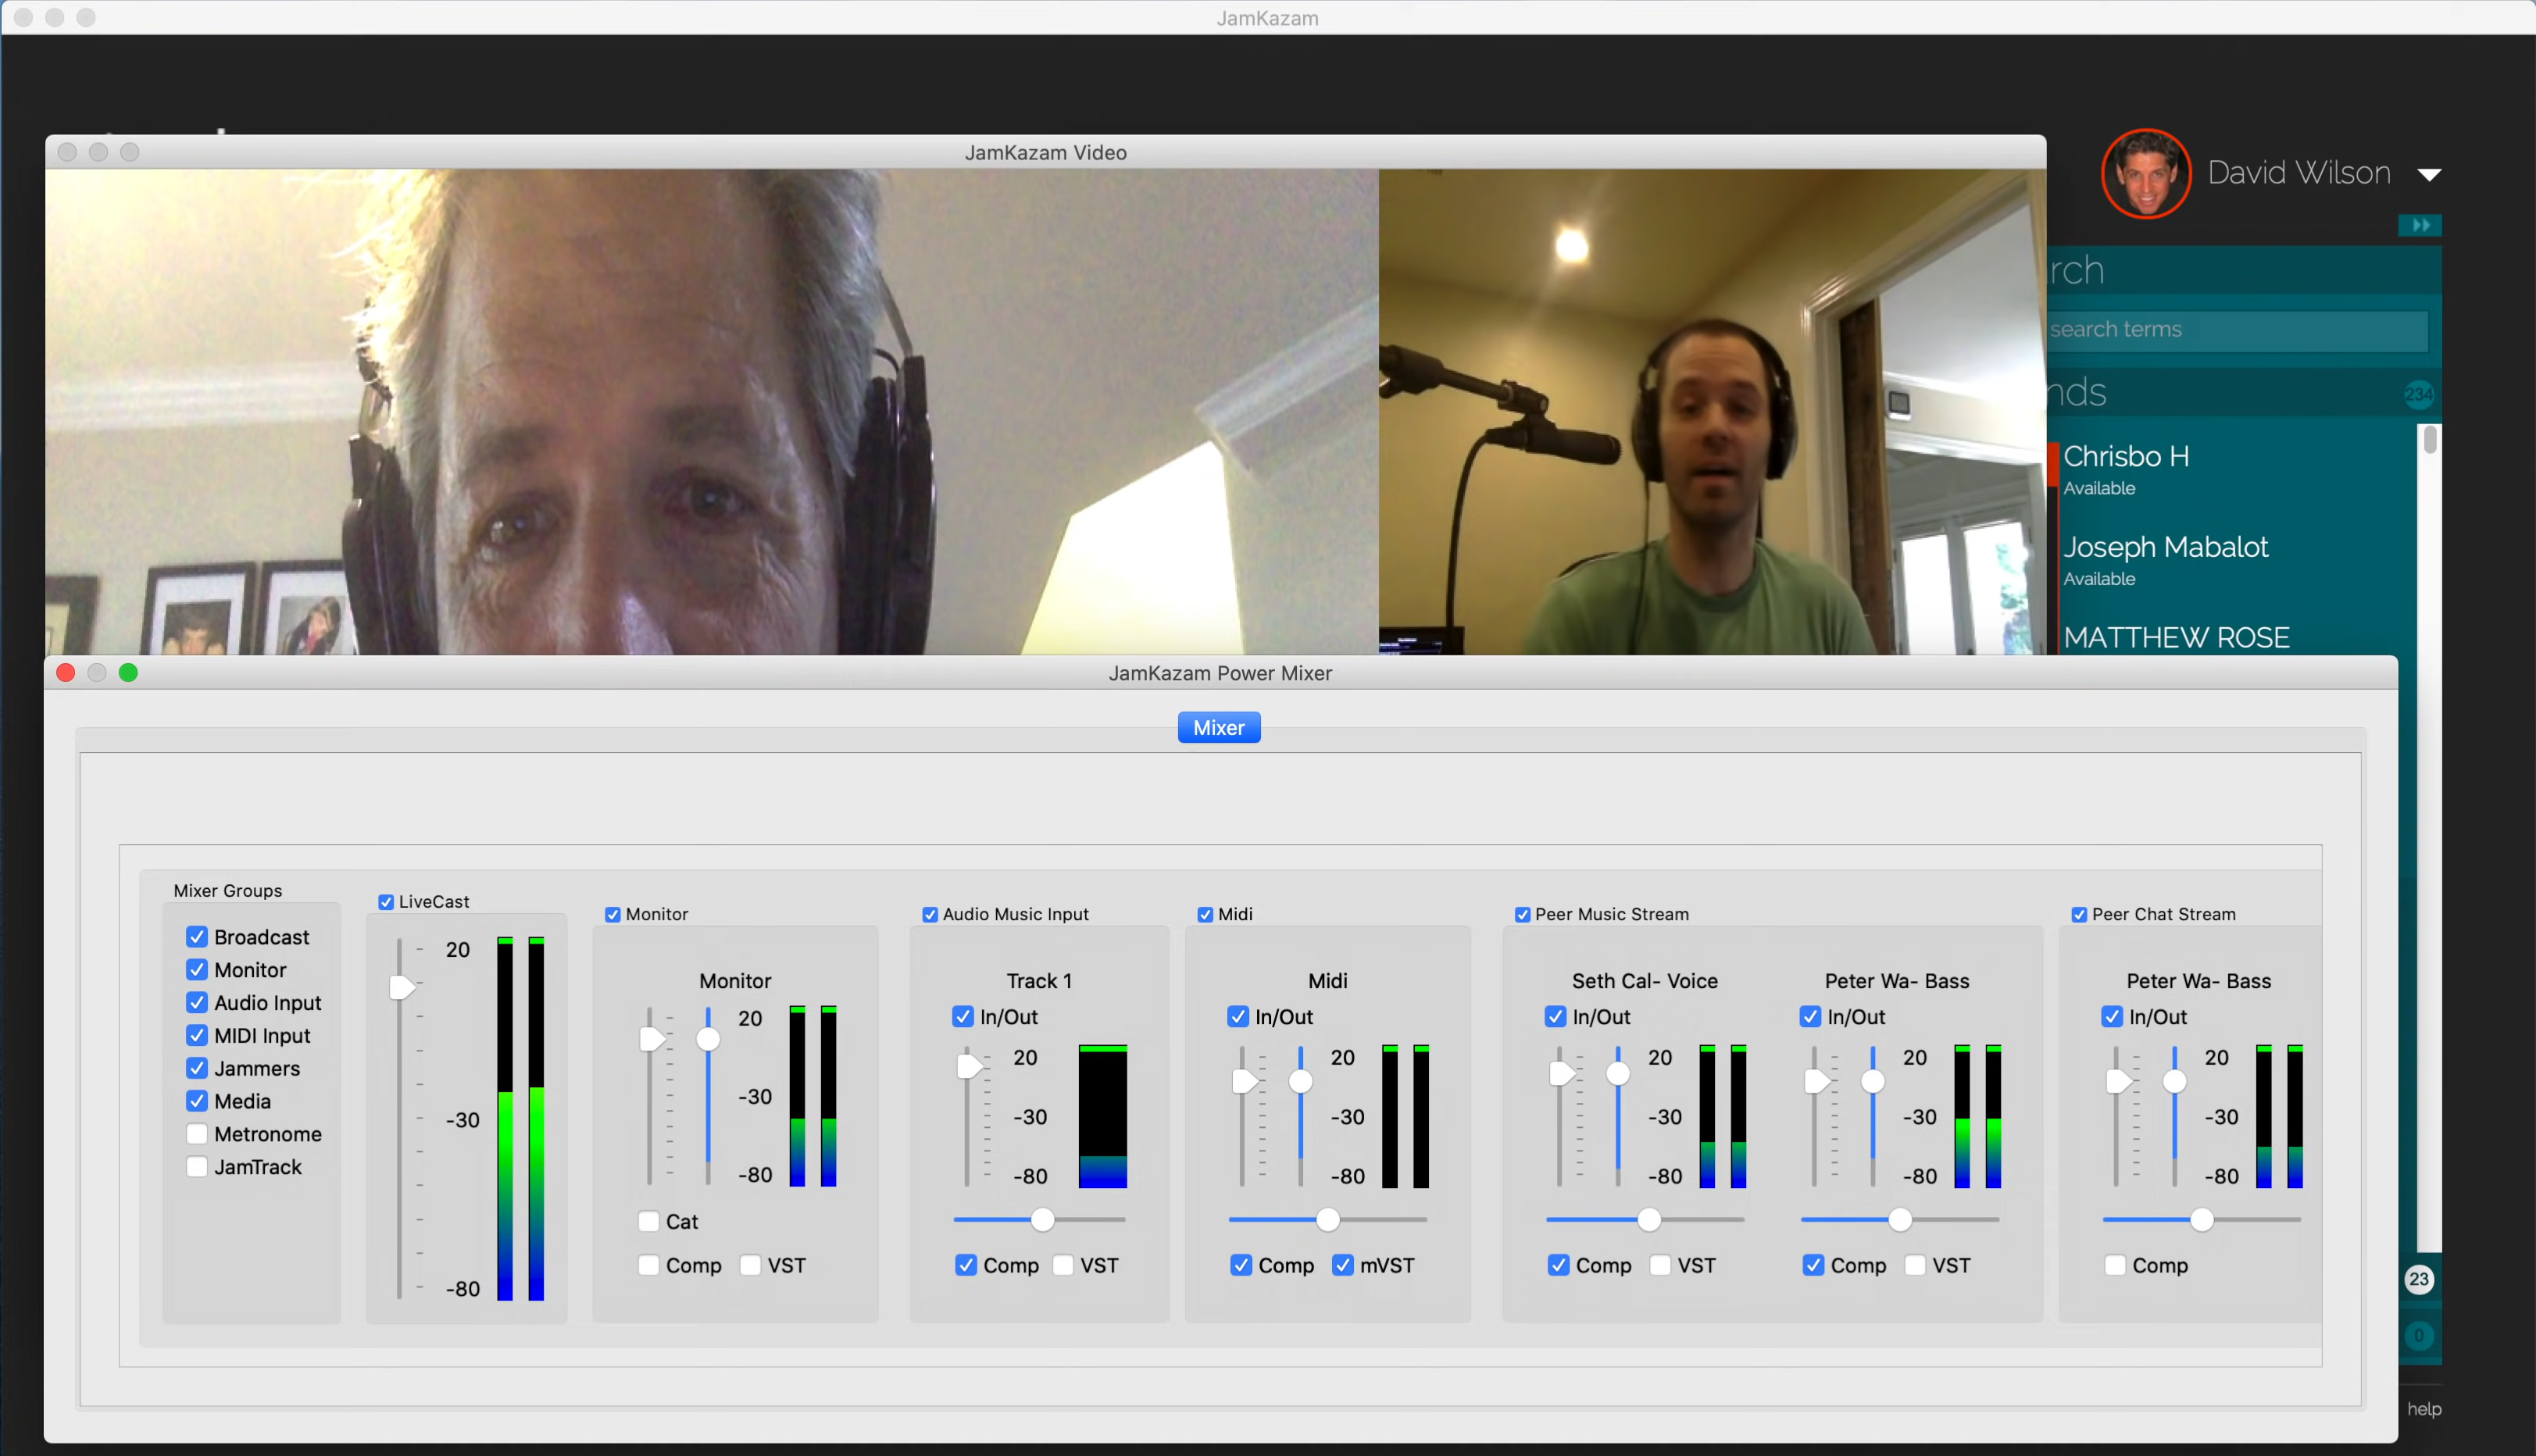 JamKazam
JamKazam Video
David Wilson
rch
search terms
nds
234
Chrisbo H
Available
Joseph Mabalot
Available
MATTHEW ROSE
JamKazam Power Mixer
Mixer
Mixer Groups
Broadcast
Monitor
Audio Input
MIDI Input
Jammers
Media
Metronome
JamTrack
LiveCast
20
-30
-80
Monitor
Monitor
20
-30
-80
Cat
Comp VST
Audio Music Input
Track 1
In/Out
20
-30
-80
Comp VST
Midi
Midi
In/Out
20
-30
-80
Comp mVST
Peer Music Stream
Seth Cal- Voice
In/Out
20
-30
-80
Comp VST
Peter Wa- Bass
In/Out
20
-30
-80
Comp VST
Peer Chat Stream
Peter Wa- Bass
In/Out
20
-30
-80
Comp
23
0
help